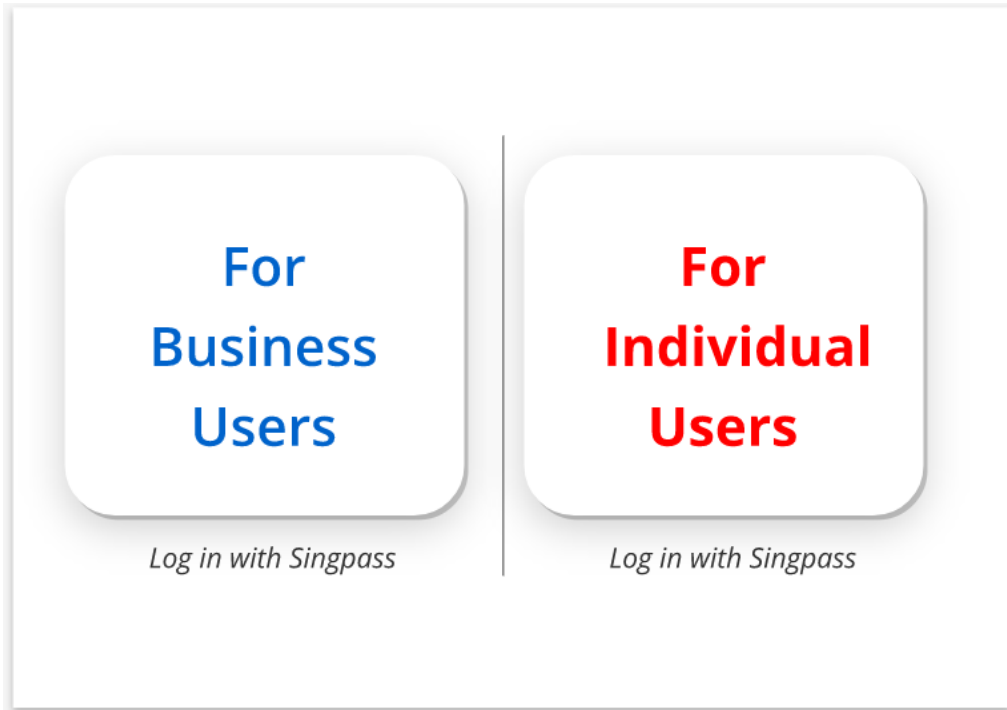 For
Business
Users
Log in with Singpass
For
Individual
Users
Log in with Singpass